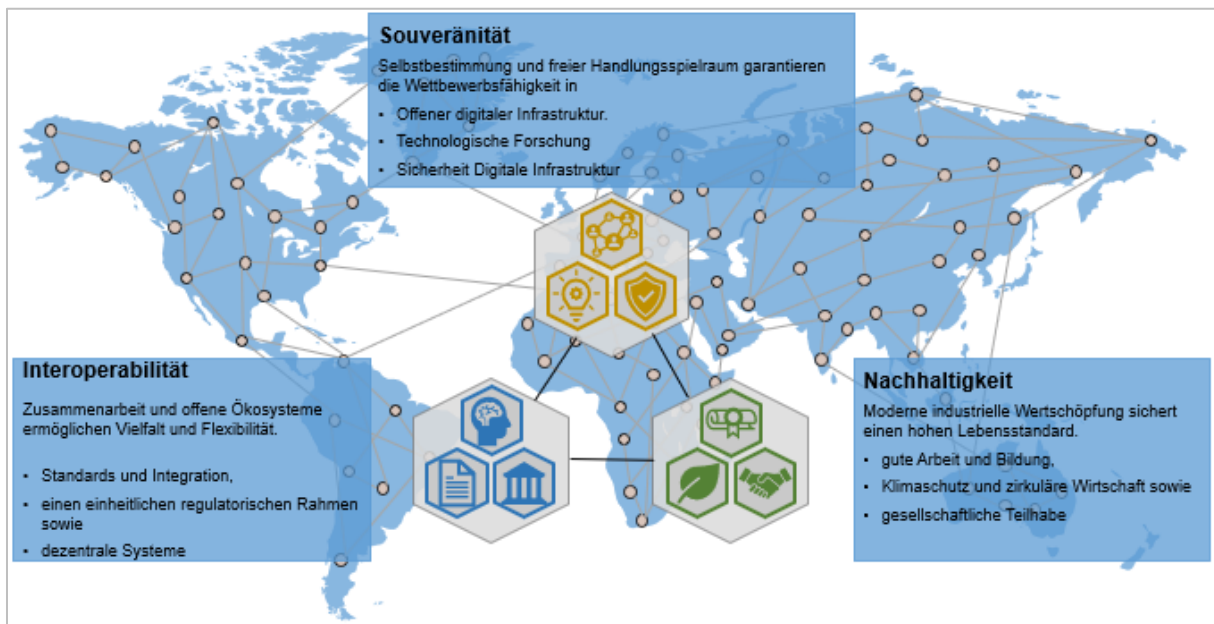 Souveränität
Selbstbestimmung und freier Handlungsspielraum garantieren
die Wettbewerbsfähigkeit in
▪ Offener digitaler Infrastruktur.
▪ Technologische Forschung
▪ Sicherheit Digitale Infrastruktur
Interoperabilität
Zusammenarbeit und offene Ökosysteme
ermöglichen Vielfalt und Flexibilität.
▪ Standards und Integration,
▪ einen einheitlichen regulatorischen Rahmen
sowie
▪ dezentrale Systeme
Nachhaltigkeit
Moderne industrielle Wertschöpfung sichert
einen hohen Lebensstandard.
▪ gute Arbeit und Bildung,
▪ Klimaschutz und zirkuläre Wirtschaft sowie
▪ gesellschaftliche Teilhabe